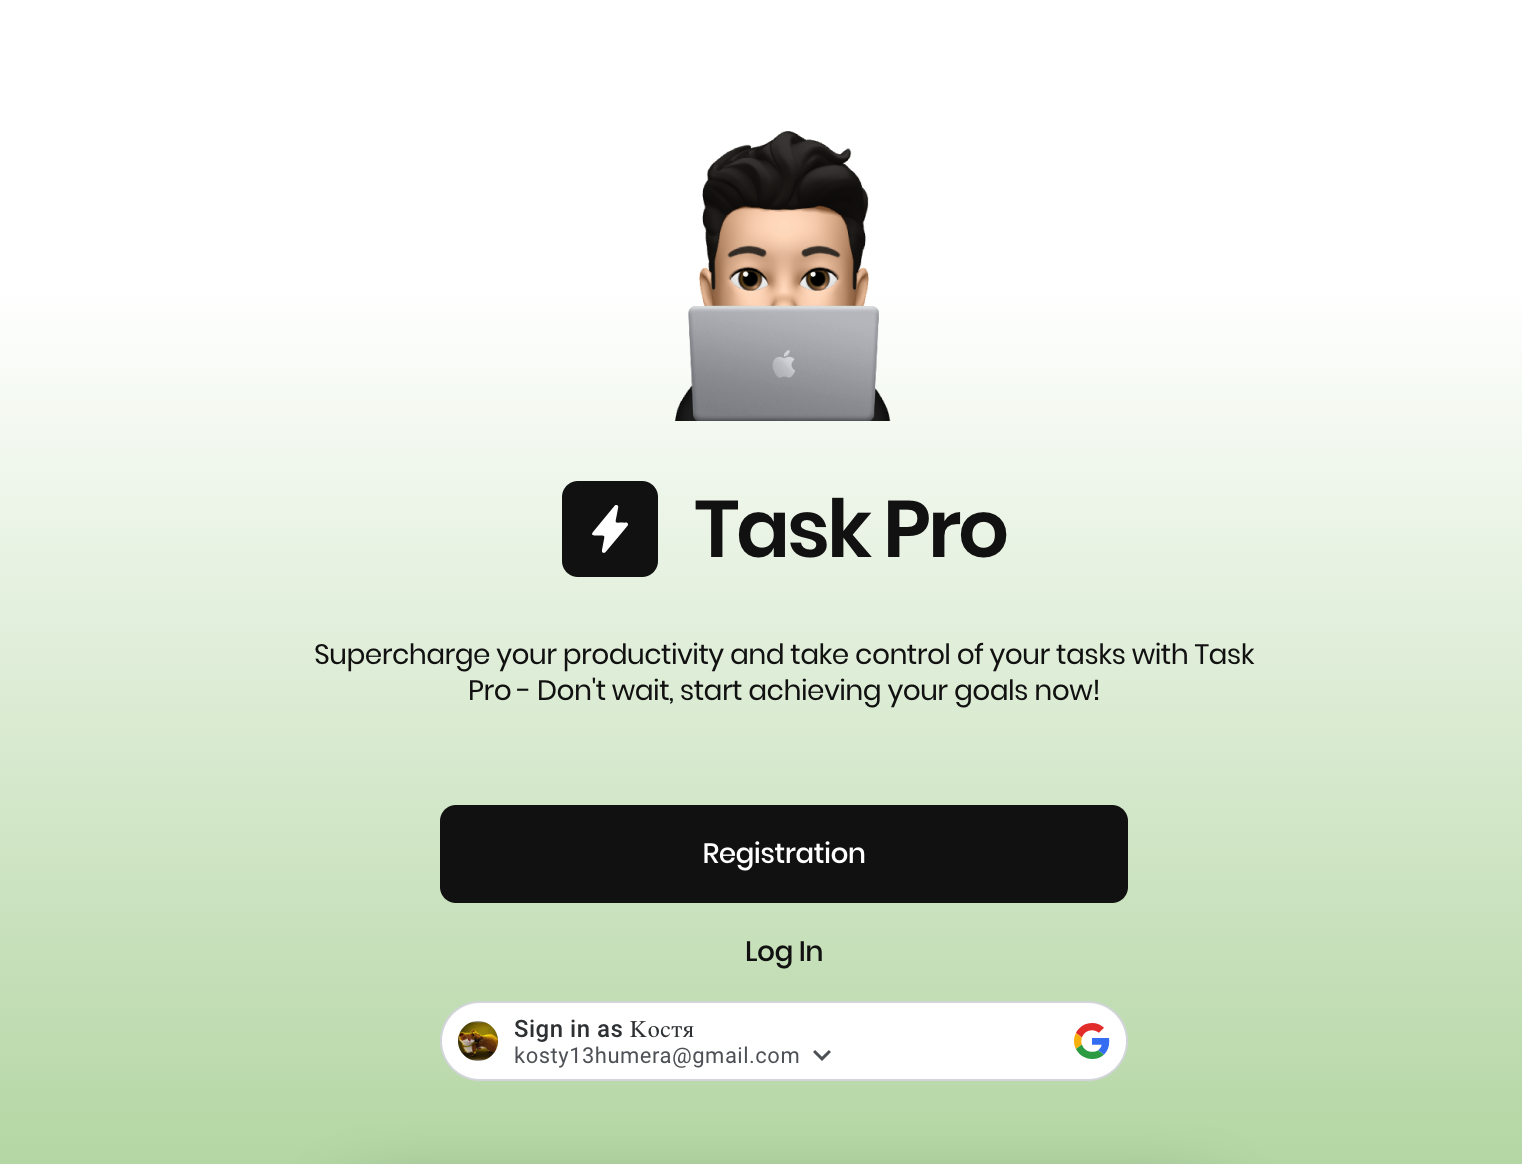 Task Pro
Supercharge your productivity and take control of your tasks with Task
Pro - Don't wait, start achieving your goals now!
Registration
Log In
Sign in as Костя
kosty13humera@gmail.com